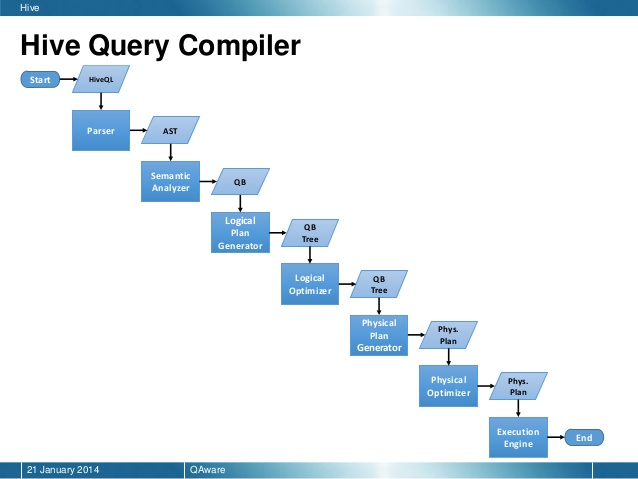 Hive
Hive Query Compiler
Start
HiveQL
Parser
AST
Semantic
Analyzer
QB
Logical
Plan
Generator
QB
Tree
Logical
Optimizer
QB
Tree
Physical
Plan
Generator
Phys.
Plan
Physical
Optimizer
Phys.
Plan
Execution
Engine
End
21 January 2014
QAware